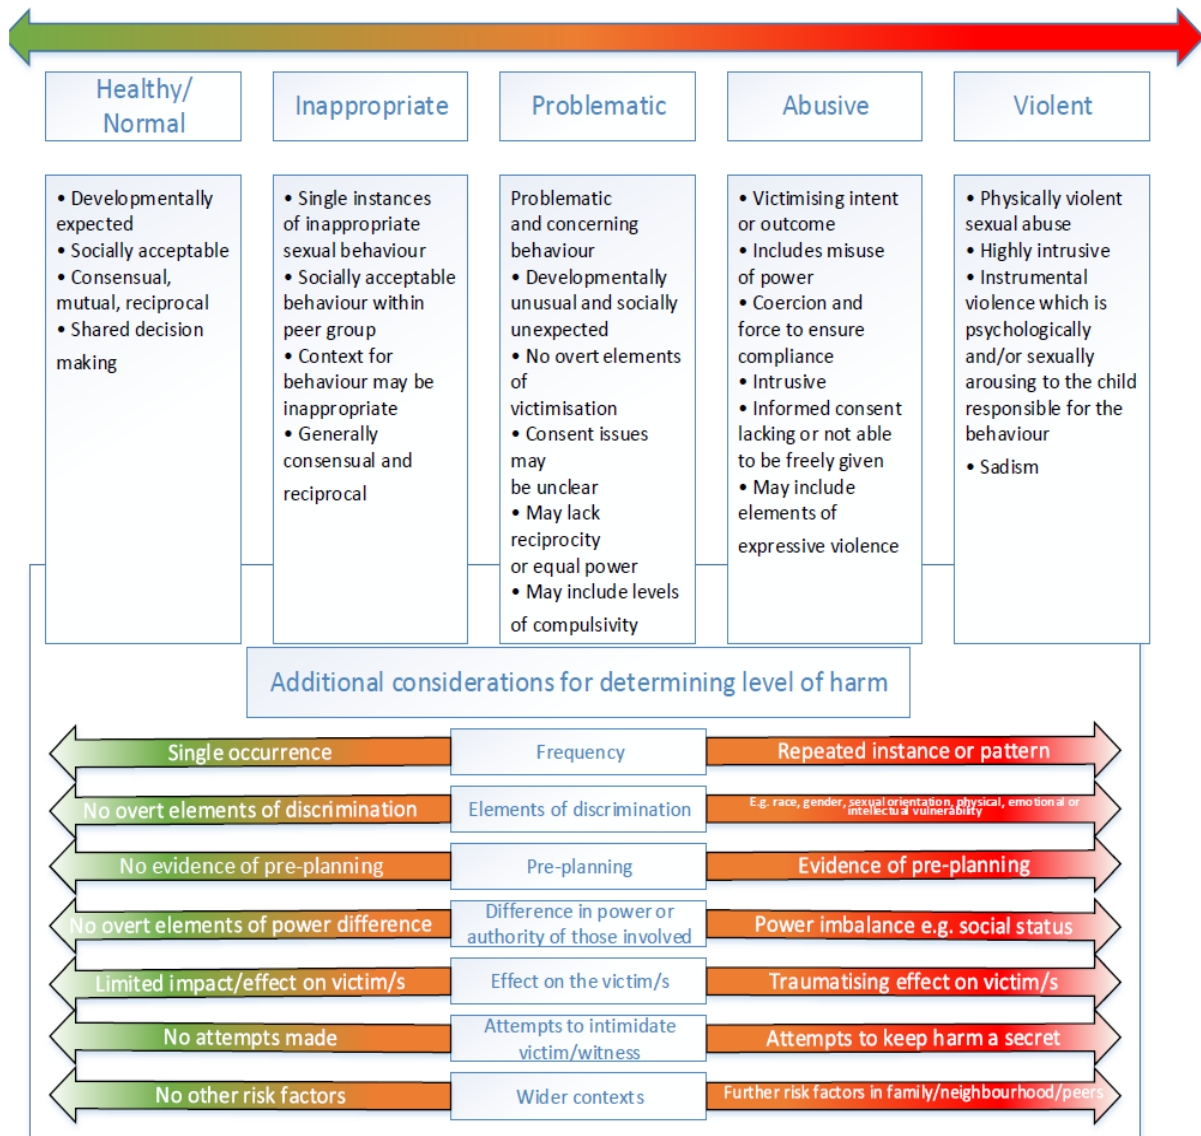 Healthy/
Normal
Inappropriate
Problematic
Abusive
Violent
• Developmentally
expected
• Socially acceptable
• Consensual,
mutual, reciprocal
• Shared decision
making
• Single instances
of inappropriate
sexual behaviour
• Socially acceptable
behaviour within
peer group
• Context for
behaviour may be
inappropriate
• Generally
consensual and
reciprocal
Problematic
and concerning
behaviour
• Developmentally
unusual and socially
unexpected
• No overt elements
of
victimisation
• Consent issues
may
be unclear
• May lack
reciprocity
or equal power
• May include levels
of compulsivity
• Victimising intent
or outcome
• Includes misuse
of power
• Coercion and
force to ensure
compliance
• Intrusive
• Informed consent
lacking or not able
to be freely given
• May include
elements of
expressive violence
• Physically violent
sexual abuse
• Highly intrusive
• Instrumental
violence which is
psychologically
and/or sexually
arousing to the child
responsible for the
behaviour
• Sadism
Additional considerations for determining level of harm
Single occurrence
Frequency
Repeated instance or pattern
No overt elements of discrimination
Elements of discrimination
E.g. race, gender, sexual orientation, physical, emotional or
intellectual vulnerability
No evidence of pre-planning
Pre-planning
Evidence of pre-planning
No overt elements of power difference
Difference in power or
authority of those involved
Power imbalance e.g. social status
Limited impact/effect on victim/s
Effect on the victim/s
Traumatising effect on victim/s
No attempts made
Attempts to intimidate
victim/witness
Attempts to keep harm a secret
No other risk factors
Wider contexts
Further risk factors in family/neighbourhood/peers